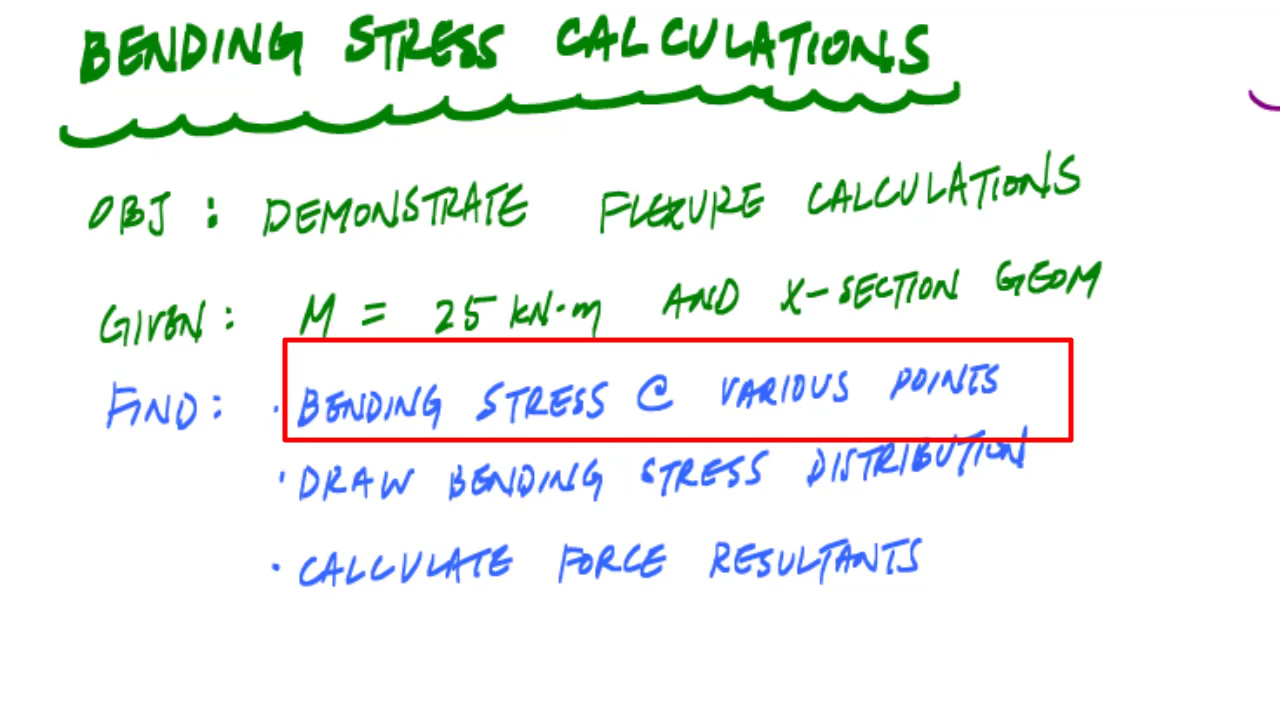 BENDING STRESS CALCULATIONS
OBJ : DEMONSTRATE FLEXURE CALCULATIONS
GIVEN : M = 25 kN·m AND X-SECTION GEOM
FIND : · BENDING STRESS @ VARIOUS POINTS
· DRAW BENDING STRESS DISTRIBUTION
· CALCULATE FORCE RESULTANTS